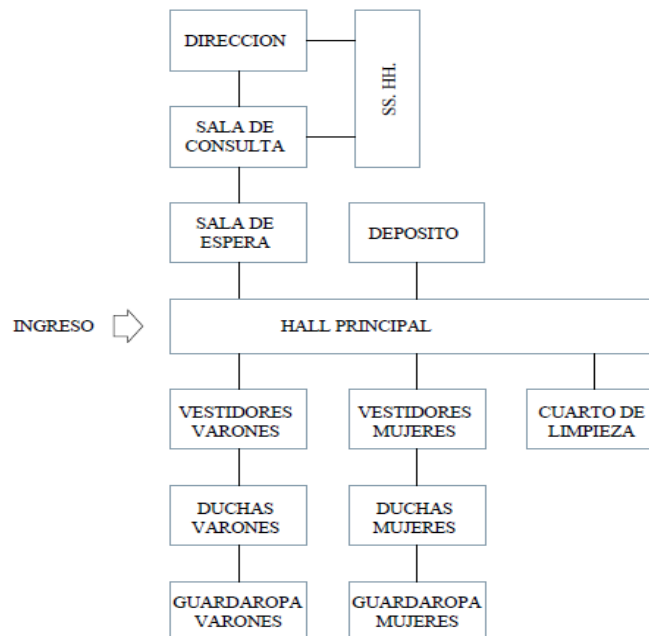 DIRECCION
SS. HH.
SALA DE
CONSULTA
SALA DE
ESPERA
DEPOSITO
INGRESO
HALL PRINCIPAL
VESTIDORES
VARONES
VESTIDORES
MUJERES
CUARTO DE
LIMPIEZA
DUCHAS
VARONES
DUCHAS
MUJERES
GUARDAROPA
VARONES
GUARDAROPA
MUJERES